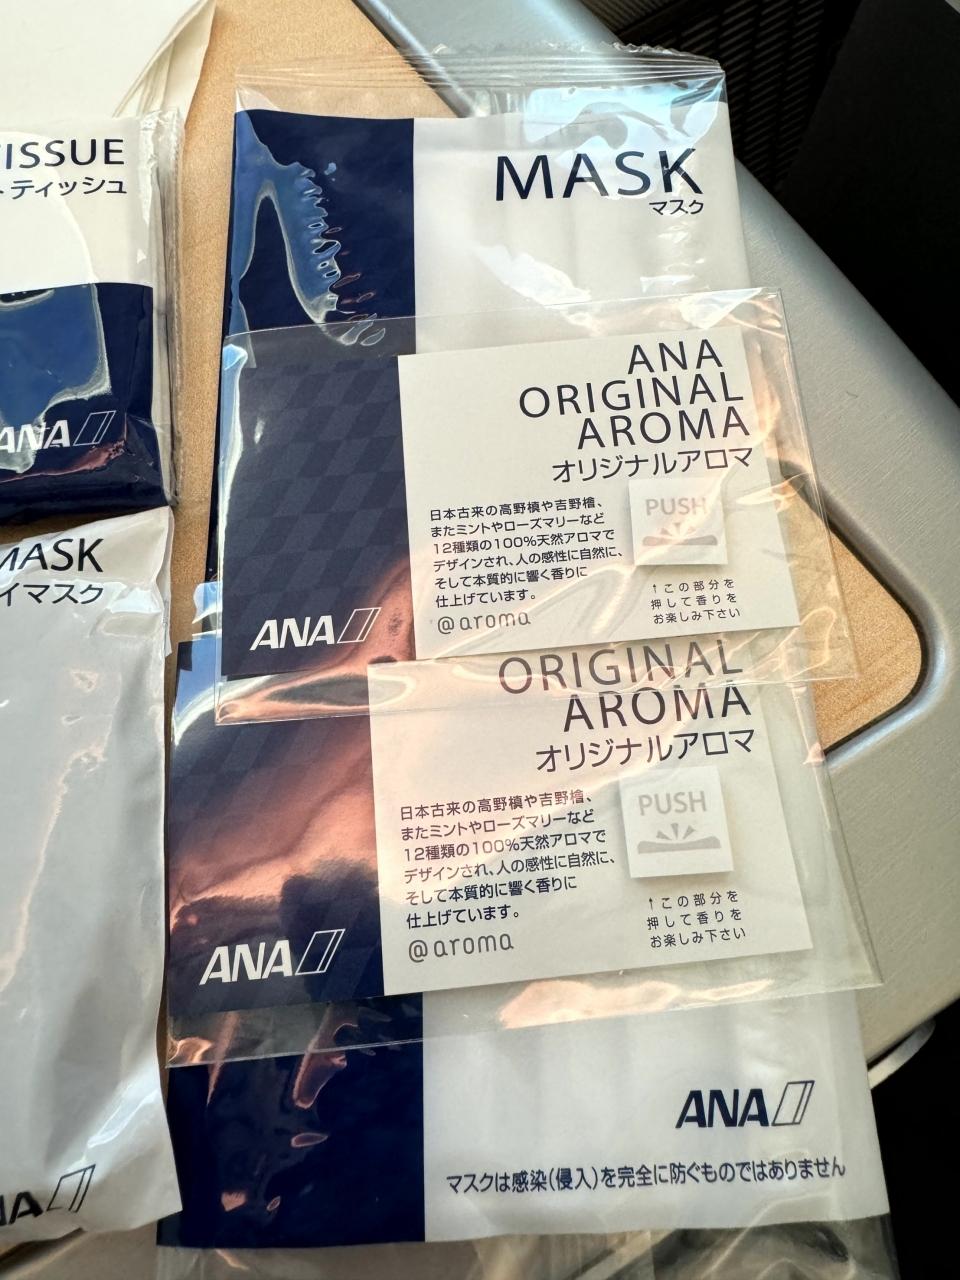 TISSUE
ティッシュ
ANA
MASK
イマスク
ANA
MASK
マスク
ANA
ORIGINAL
AROMA
オリジナルアロマ
日本古来の高野槙や吉野檜、
またミントやローズマリーなど
12種類の100%天然アロマで
デザインされ、人の感性に自然に、
そして本質的に響く香りに
仕上げています。
@aroma
PUSH
↑この部分を
押して香りを
お楽しみ下さい
ANA
ORIGINAL
AROMA
オリジナルアロマ
日本古来の高野槙や吉野檜、
またミントやローズマリーなど
12種類の100%天然アロマで
デザインされ、人の感性に自然に、
そして本質的に響く香りに
仕上げています。
@aroma
PUSH
↑この部分を
押して香りを
お楽しみ下さい
ANA
ANA
マスクは感染(侵入)を完全に防ぐものではありません